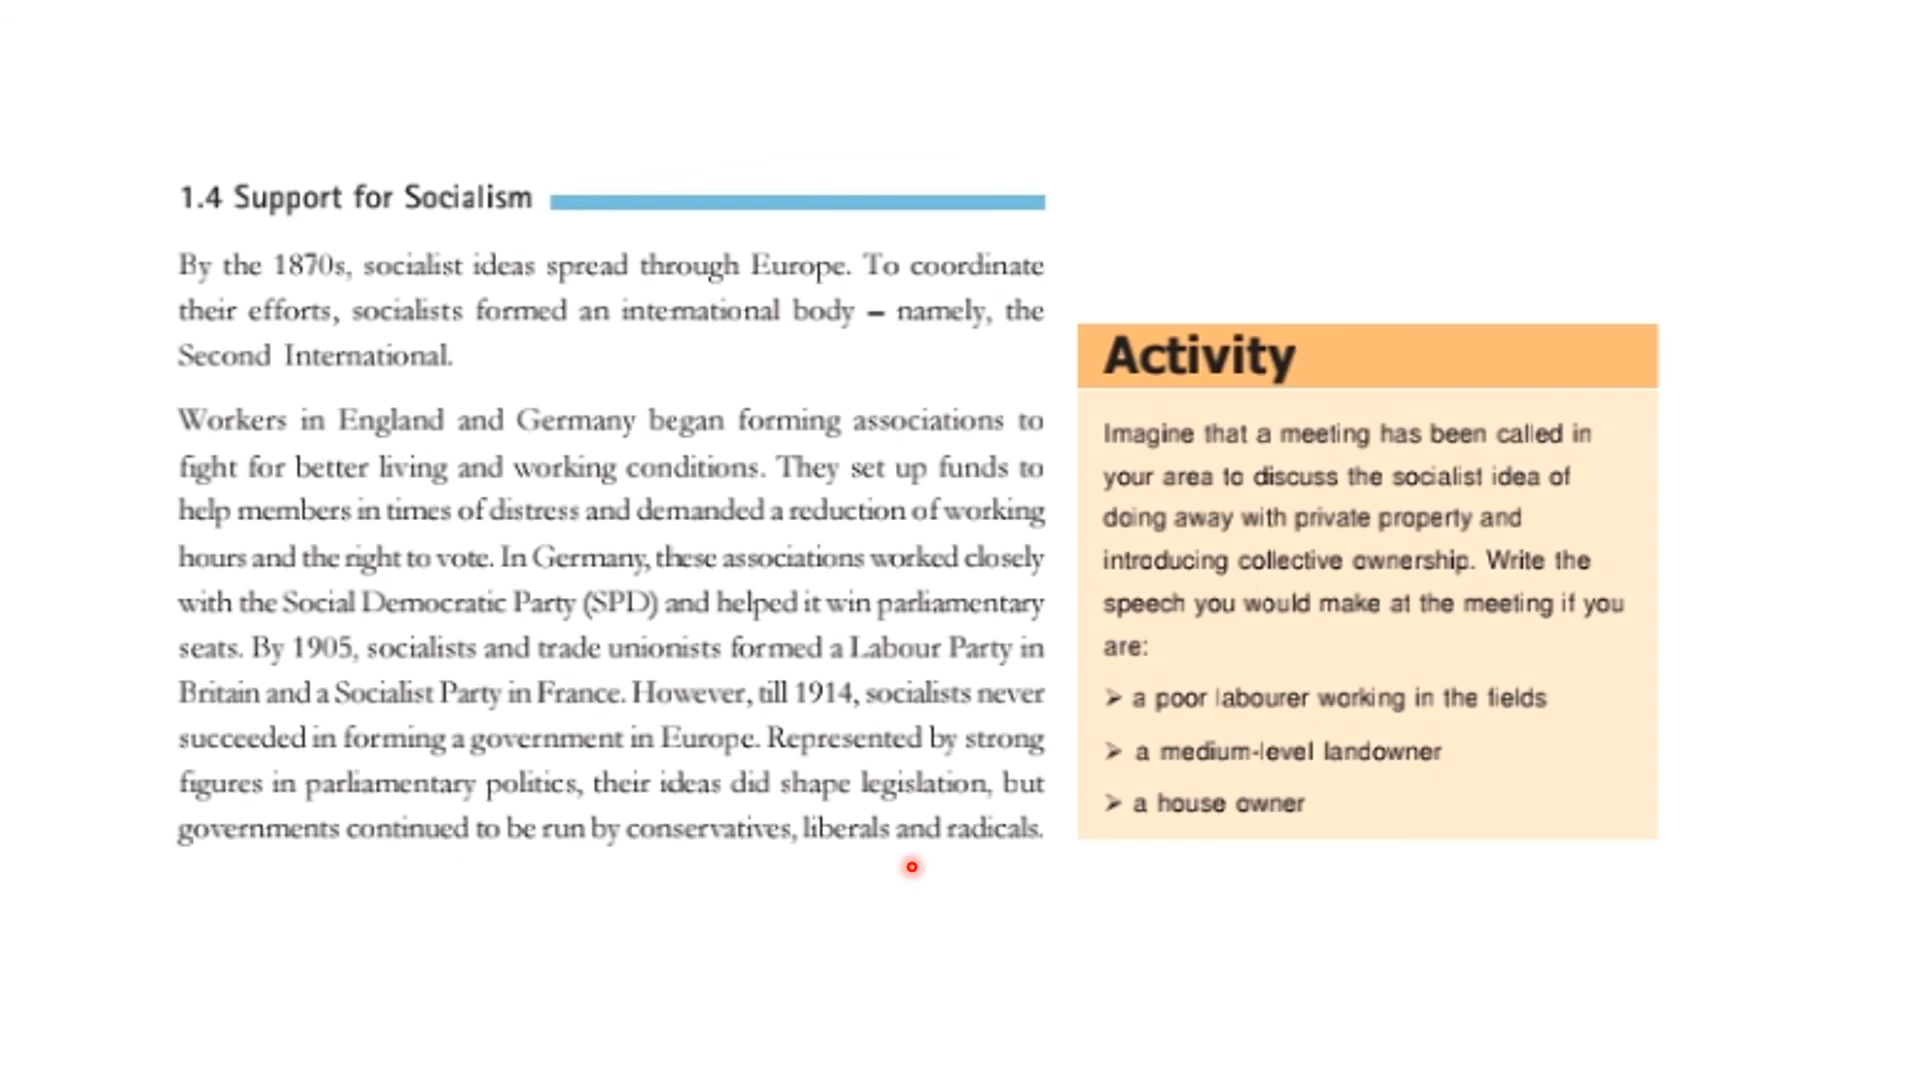 1.4 Support for Socialism
By the 1870s, socialist ideas spread through Europe. To coordinate
their efforts, socialists formed an international body – namely, the
Second International.
Workers in England and Germany began forming associations to
fight for better living and working conditions. They set up funds to
help members in times of distress and demanded a reduction of working
hours and the right to vote. In Germany, these associations worked closely
with the Social Democratic Party (SPD) and helped it win parliamentary
seats. By 1905, socialists and trade unionists formed a Labour Party in
Britain and a Socialist Party in France. However, till 1914, socialists never
succeeded in forming a government in Europe. Represented by strong
figures in parliamentary politics, their ideas did shape legislation, but
governments continued to be run by conservatives, liberals and radicals.
Activity
Imagine that a meeting has been called in
your area to discuss the socialist idea of
doing away with private property and
introducing collective ownership. Write the
speech you would make at the meeting if you
are:
➢ a poor labourer working in the fields
➢ a medium-level landowner
➢ a house owner